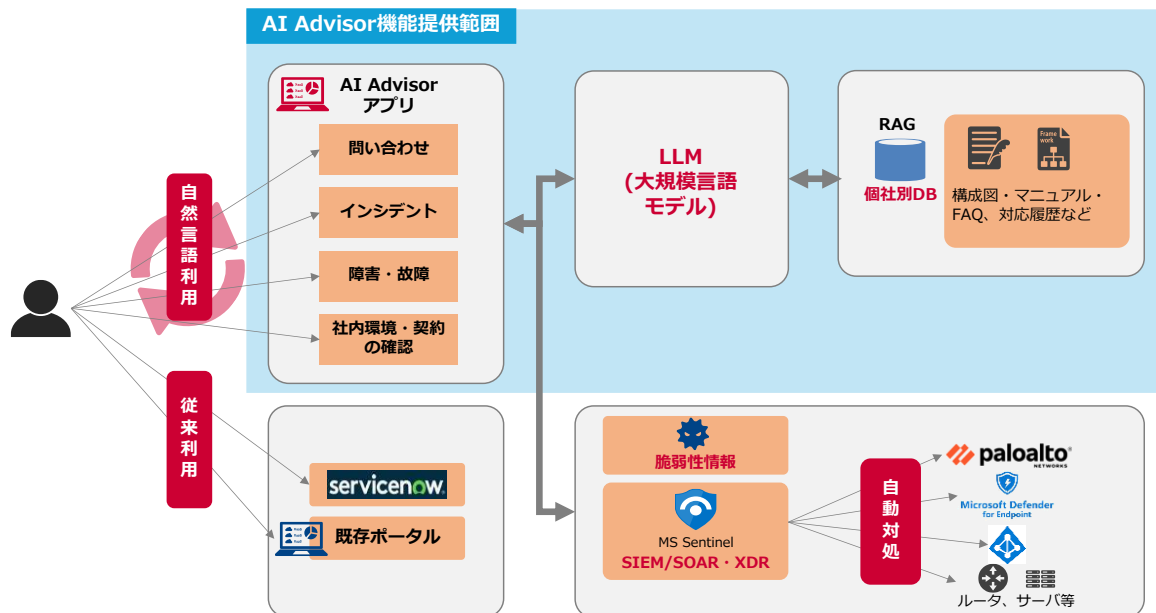 AI Advisor機能提供範囲
AI Advisor
アプリ
問い合わせ
インシデント
障害・故障
社内環境・契約
の確認
自然言語利用
従来利用
LLM
(大規模言語
モデル)
RAG
個社別DB
Frame
work
構成図・マニュアル・
FAQ、対応履歴など
servicenow
既存ポータル
脆弱性情報
MS Sentinel
SIEM/SOAR・XDR
自動対処
paloalto
NETWORKS
Microsoft Defender
for Endpoint
ルータ、サーバ等